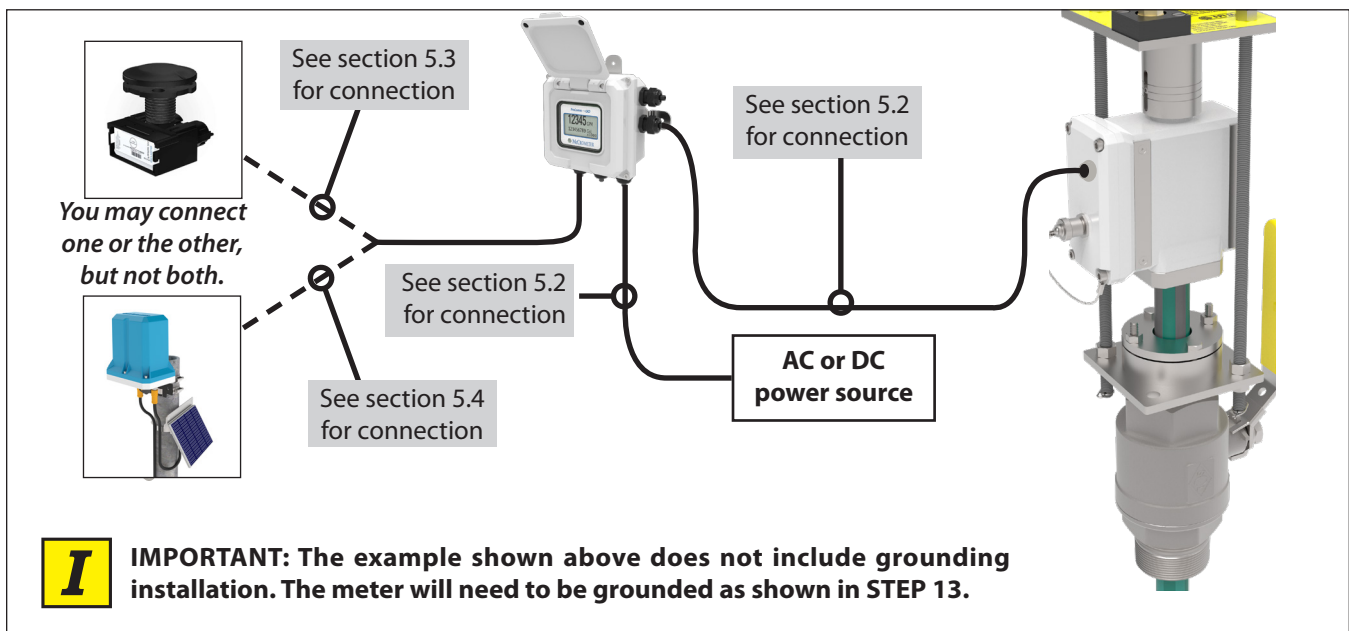 See section 5.3
for connection
You may connect
one or the other,
but not both.
See section 5.4
for connection
See section 5.2
for connection
12345
See section 5.2
for connection
AC or DC
power source
I
IMPORTANT: The example shown above does not include grounding
installation. The meter will need to be grounded as shown in STEP 13.